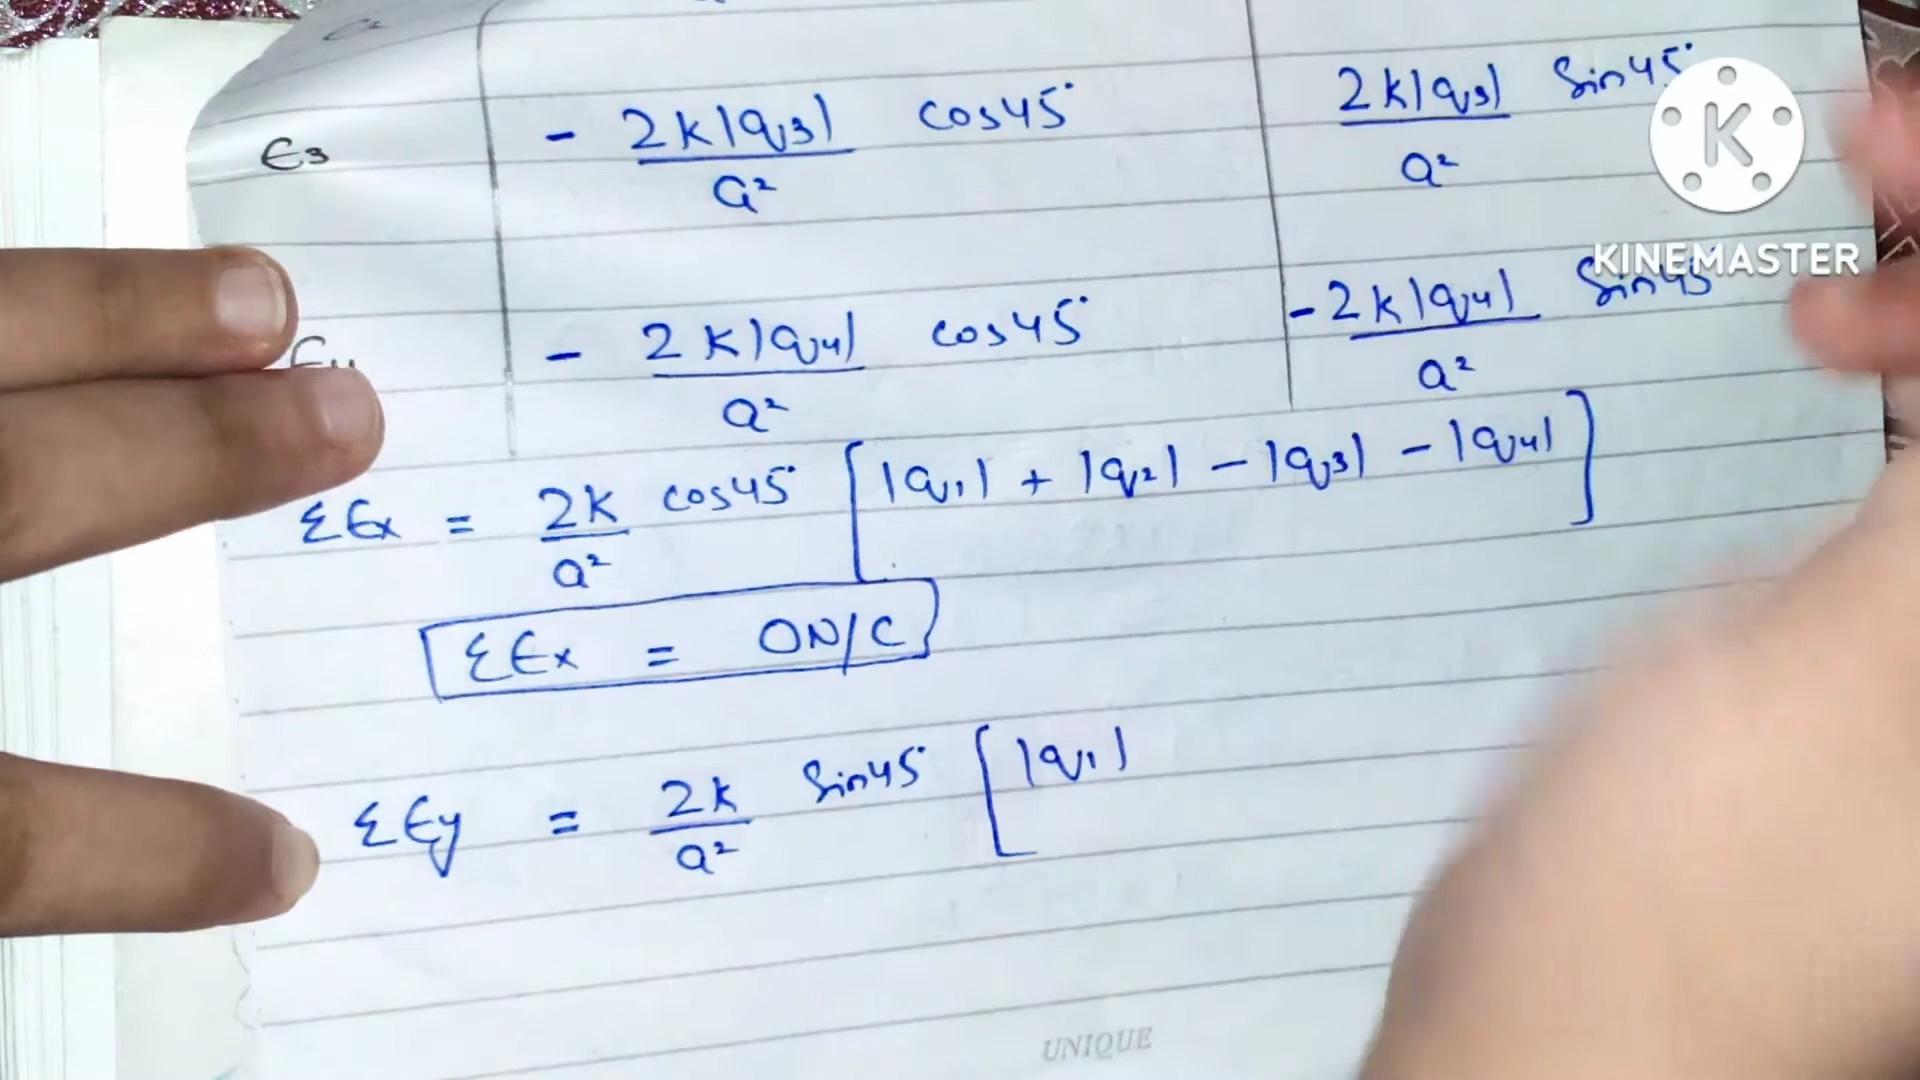 E₃ - 2k|q₃|/a² cos45° 2k|q₃|/a² Sin45°
E₄ - 2k|q₄|/a² cos45° -2k|q₄|/a² Sin45
ΣEx = 2k/a² cos45° [|q₁| + |q₂| - |q₃| - |q₄|]
ΣEx = 0N/C
ΣEy = 2k/a² Sin45° [|q₁|
K
KINEMASTER
UNIQUE